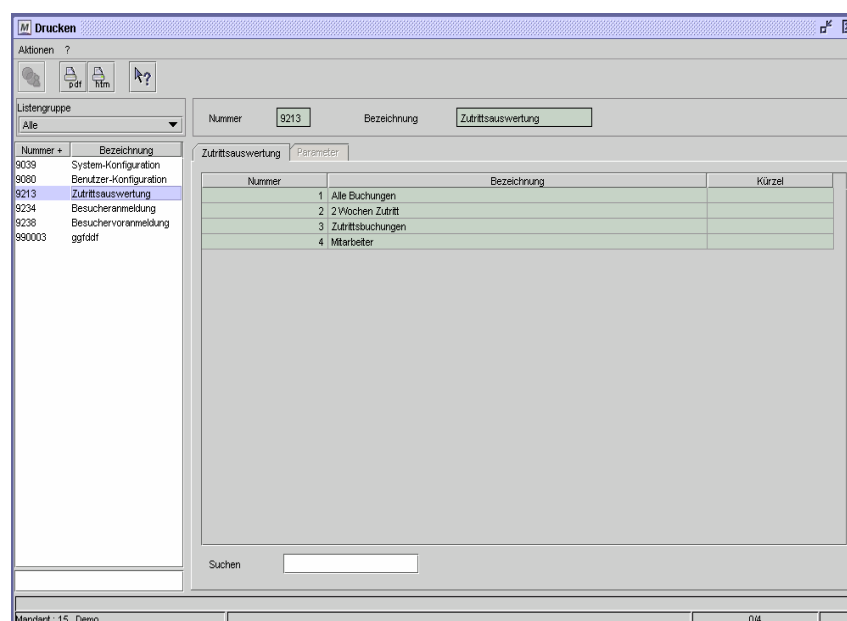 M Drucken
Aktionen ?
pdf htm ?
Listengruppe
Alle
Nummer 9213 Bezeichnung Zutrittsauswertung
Nummer + Bezeichnung
9039 System-Konfiguration
9080 Benutzer-Konfiguration
9213 Zutrittsauswertung
9234 Besucheranmeldung
9238 Besuchervoranmeldung
990003 ggfddf
Zutrittsauswertung Parameter
Nummer Bezeichnung Kürzel
1 Alle Buchungen
2 2 Wochen Zutritt
3 Zutrittsbuchungen
4 Mitarbeiter
Suchen
Mandant : 15 Demo 0/4